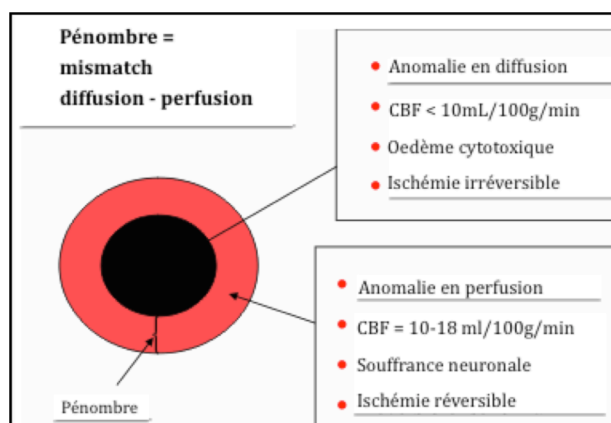 Pénombre =
mismatch
diffusion - perfusion
Anomalie en diffusion
CBF < 10mL/100g/min
Oedème cytotoxique
Ischémie irréversible
Anomalie en perfusion
CBF = 10-18 ml/100g/min
Souffrance neuronale
Ischémie réversible
Pénombre